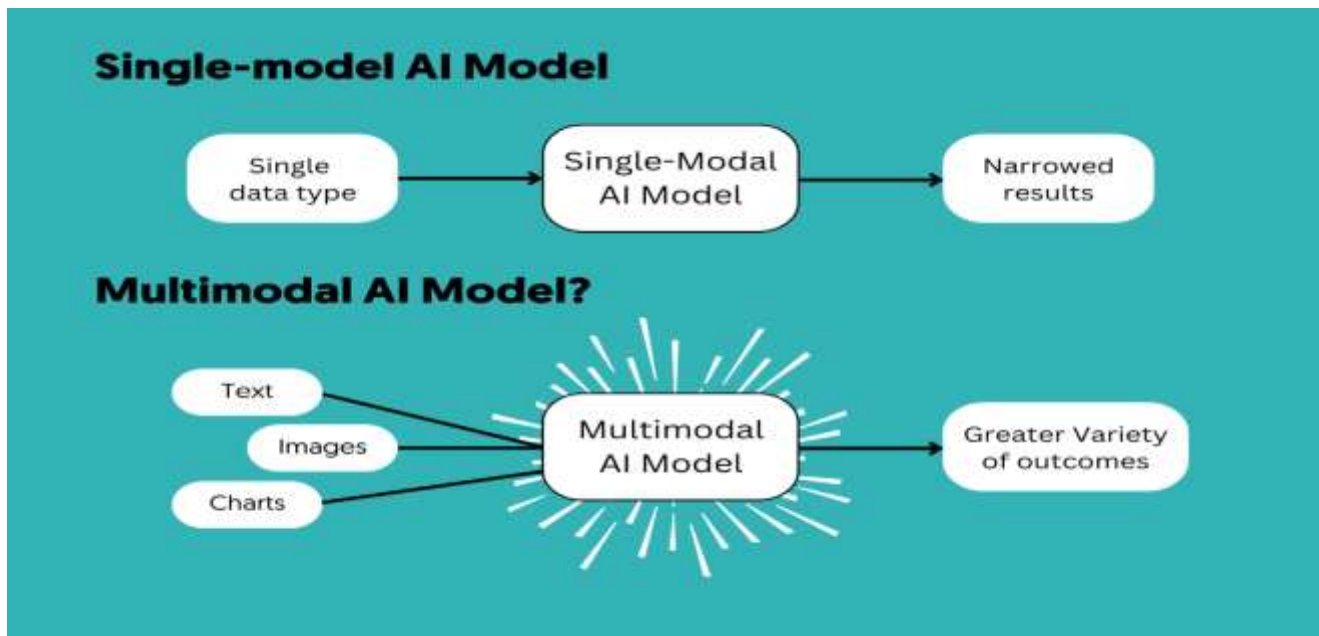 Single-model AI Model
Single
data type
Single-Modal
AI Model
Narrowed
results
Multimodal AI Model?
Text
Images
Charts
Multimodal
AI Model
Greater Variety
of outcomes